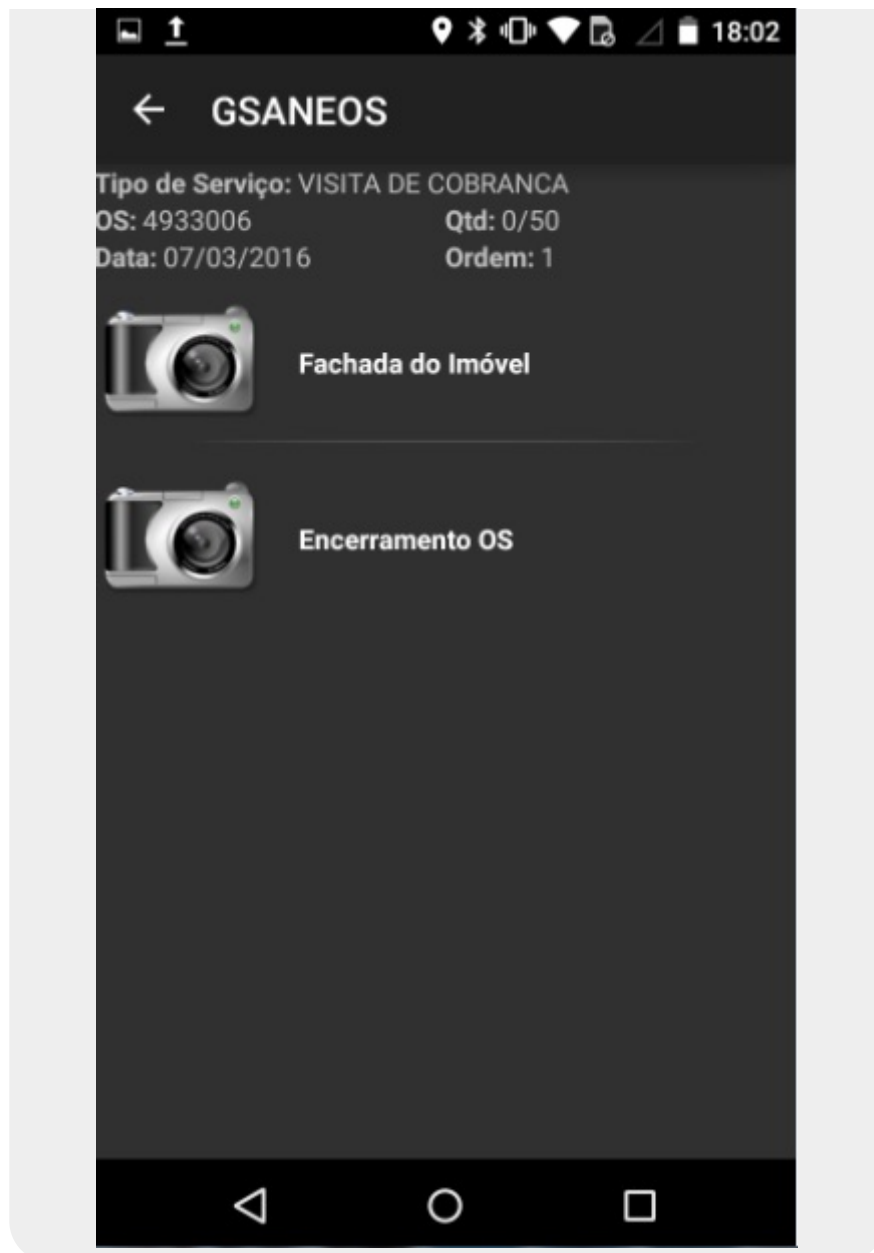 18:02
GSANEOS
Tipo de Serviço: VISITA DE COBRANCA
OS: 4933006 Qtd: 0/50
Data: 07/03/2016 Ordem: 1
Fachada do Imóvel
Encerramento OS